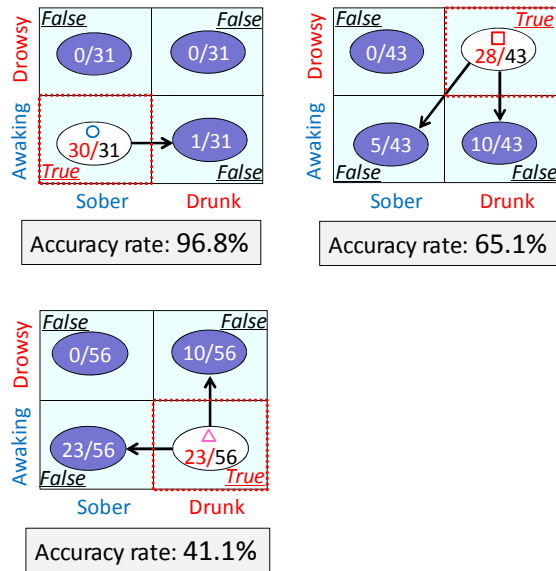 False
False
Drowsy
0/31
0/31
Awaking
30/31
1/31
True
False
Sober
Drunk
Accuracy rate: 96.8%
True
Drowsy
0/43
28/43
Awaking
5/43
10/43
False
False
Sober
Drunk
Accuracy rate: 65.1%
False
False
Drowsy
0/56
10/56
Awaking
23/56
23/56
False
True
Sober
Drunk
Accuracy rate: 41.1%